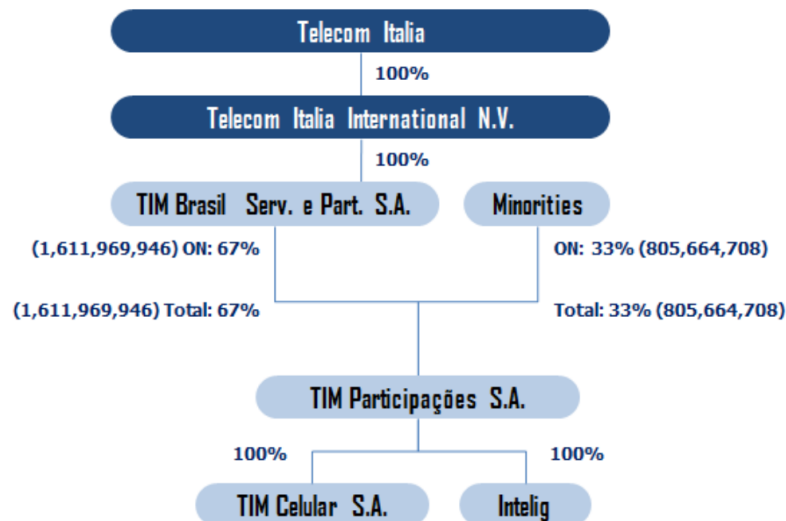 Telecom Italia
100%
Telecom Italia International N.V.
100%
TIM Brasil Serv. e Part. S.A.
Minorities
(1,611,969,946) ON: 67%
ON: 33% (805,664,708)
(1,611,969,946) Total: 67%
Total: 33% (805,664,708)
TIM Participações S.A.
100%
100%
TIM Celular S.A.
Intelig